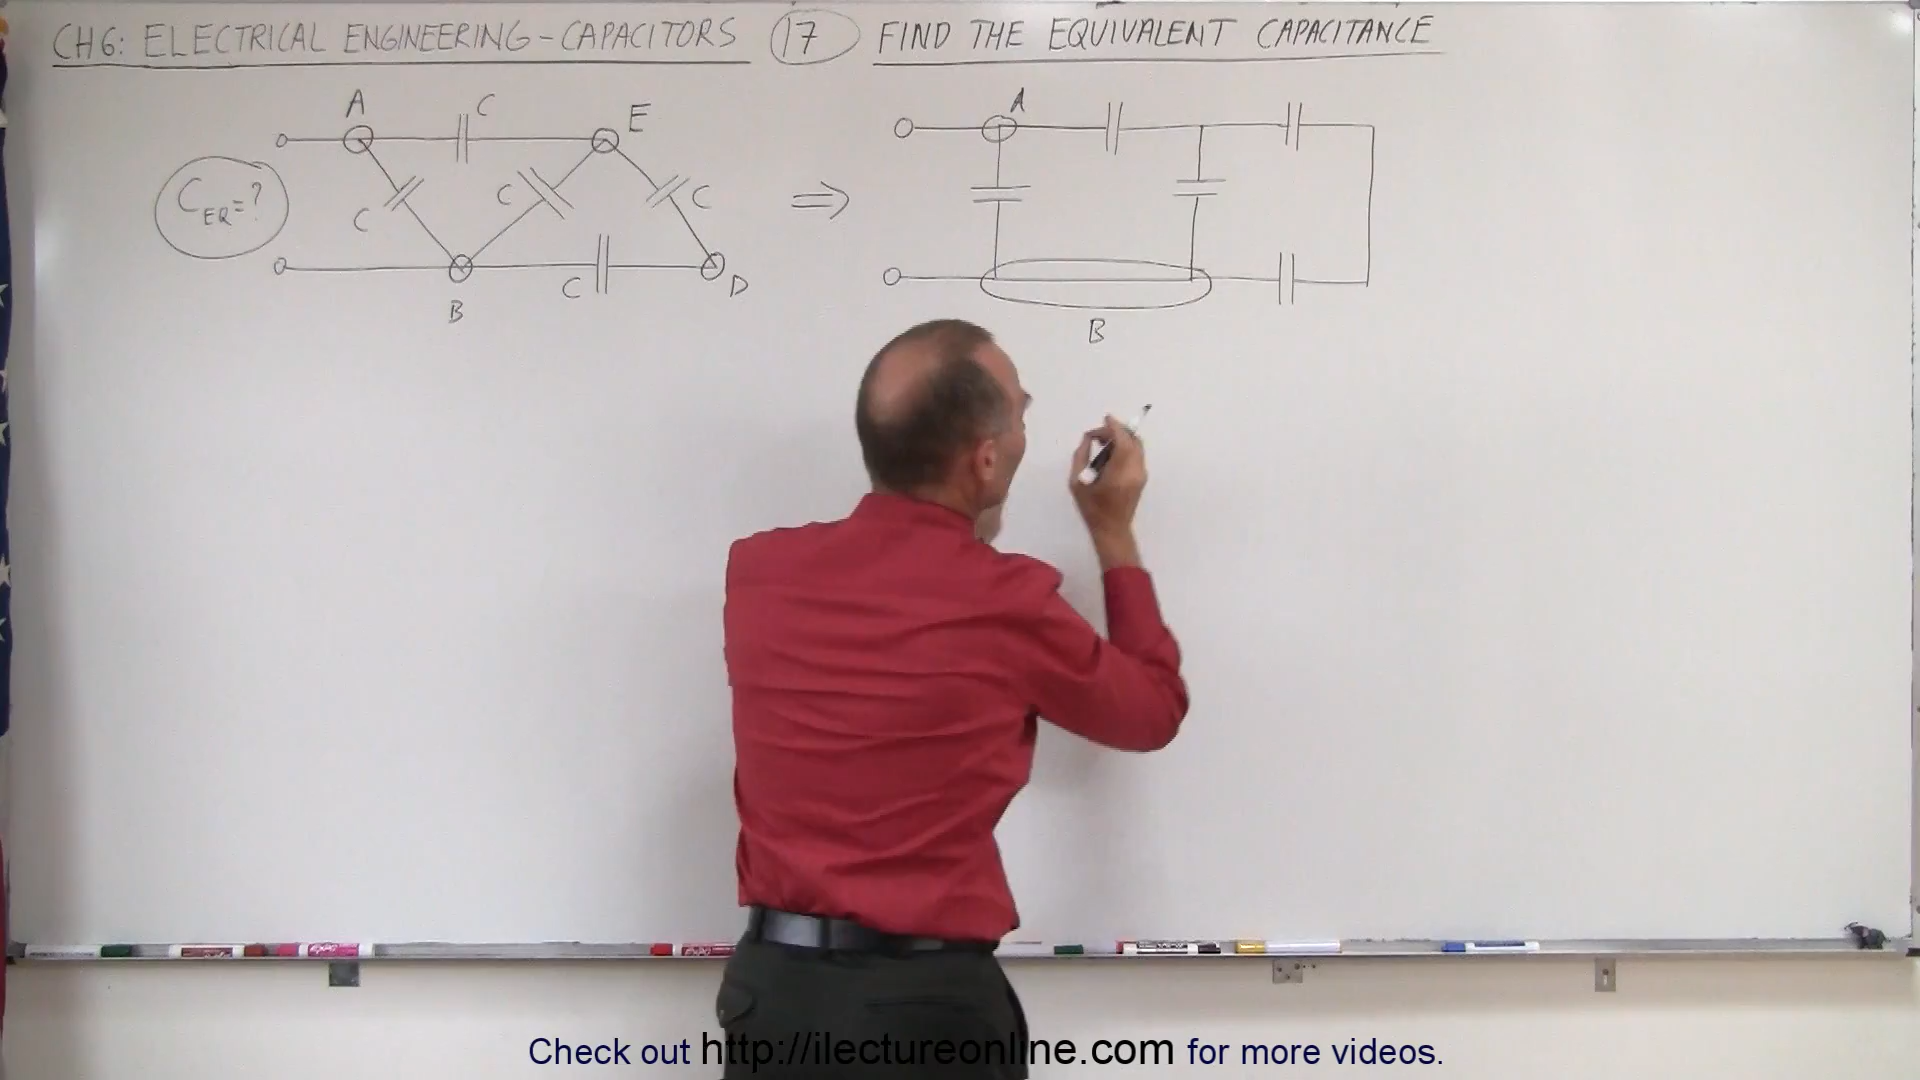 CH6: ELECTRICAL ENGINEERING-CAPACITORS 17 FIND THE EQUIVALENT CAPACITANCE
A C E
C C C
C_EQ=? ⇒
C D
B
A
B
Check out http://ilectureonline.com for more videos.